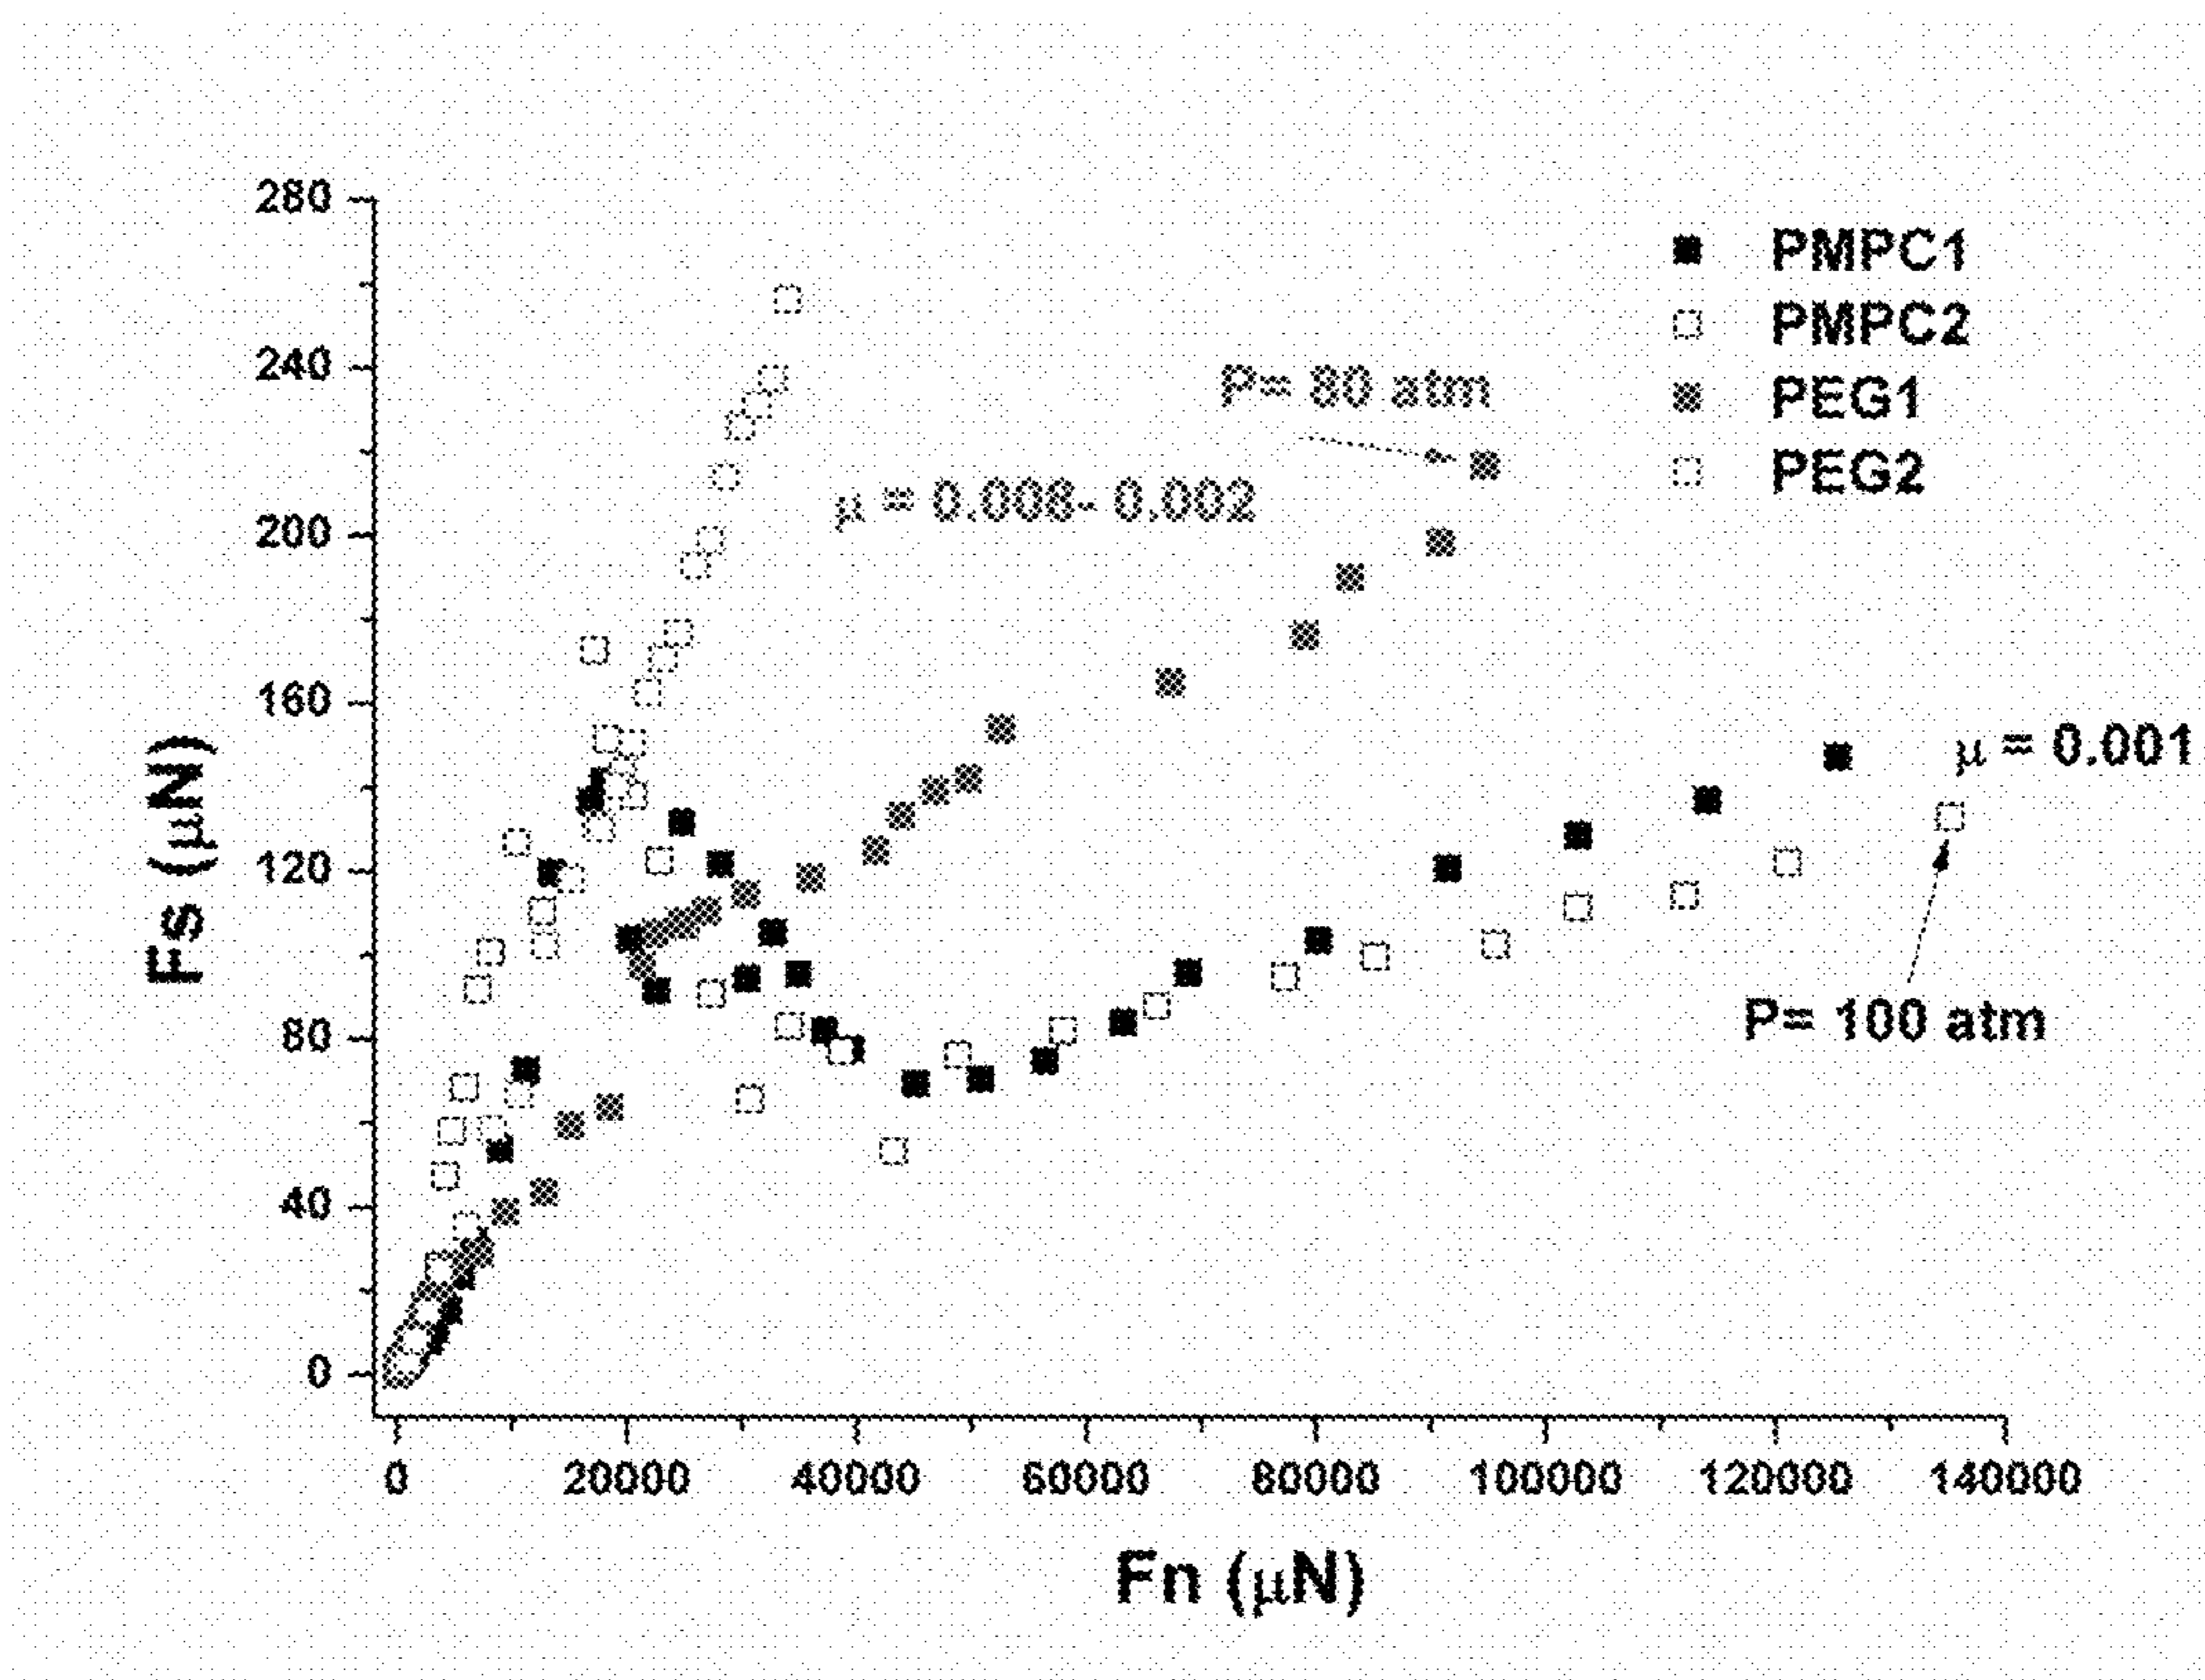 280
240
200
160
120
80
40
0
Fs (μN)
PMPC1
PMPC2
PEG1
PEG2
P= 80 atm
μ = 0.008- 0.002
μ = 0.001
P= 100 atm
0 20000 40000 60000 80000 100000 120000 140000
Fn (μN)